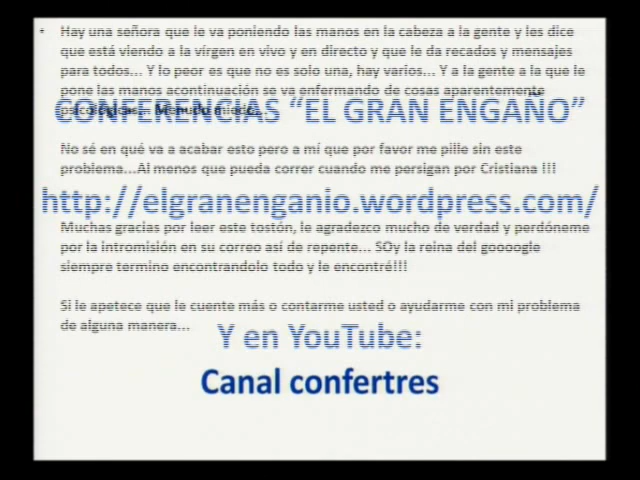 • Hay una señora que le va poniendo las manos en la cabeza a la gente y les dice
que está viendo a la vírgen en vivo y en directo y que le da recados y mensajes
para todos... Y lo peor es que no es solo una, hay varios... Y a la gente a la que le
pone las manos acontinuación se va enfermando de cosas aparentemente
psicológicas... Menudo miedo...
CONFERENCIAS “EL GRAN ENGAÑO”
No sé en qué va a acabar esto pero a mí que por favor me pille sin este
problema...Al menos que pueda correr cuando me persigan por Cristiana !!!
http://elgranenganio.wordpress.com/
Muchas gracias por leer este tostón, le agradezco mucho de verdad y perdóneme
por la intromisión en su correo así de repente... SOy la reina del goooogle
siempre termino encontrandolo todo y le encontré!!!
Si le apetece que le cuente más o contarme usted o ayudarme con mi problema
de alguna manera...
Y en YouTube:
Canal confertres